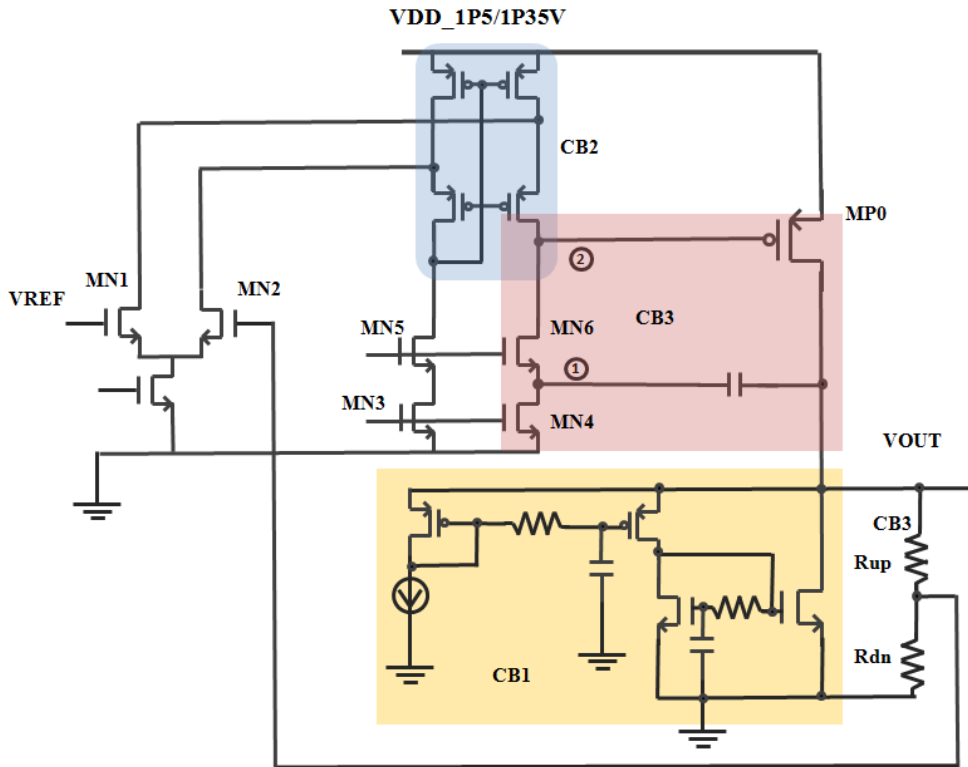 VDD_1P5/1P35V
CB2
MP0
MN1
MN2
VREF
②
MN5
MN6
CB3
①
MN3
MN4
VOUT
CB3
Rup
Rdn
CB1